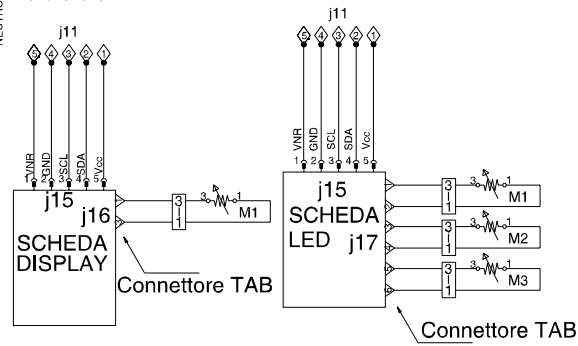 j11
5 4 3 2 1
VNR GND SCL SDA Vcc
1 2 3 4 5
j15
j16
SCHEDA
DISPLAY
3
1
3 1
M1
Connettore TAB
j11
5 4 3 2 1
VNR GND SCL SDA Vcc
1 2 3 4 5
j15
SCHEDA
LED j17
3
1
3 1
M1
3
1
3 1
M2
3
1
3 1
M3
Connettore TAB